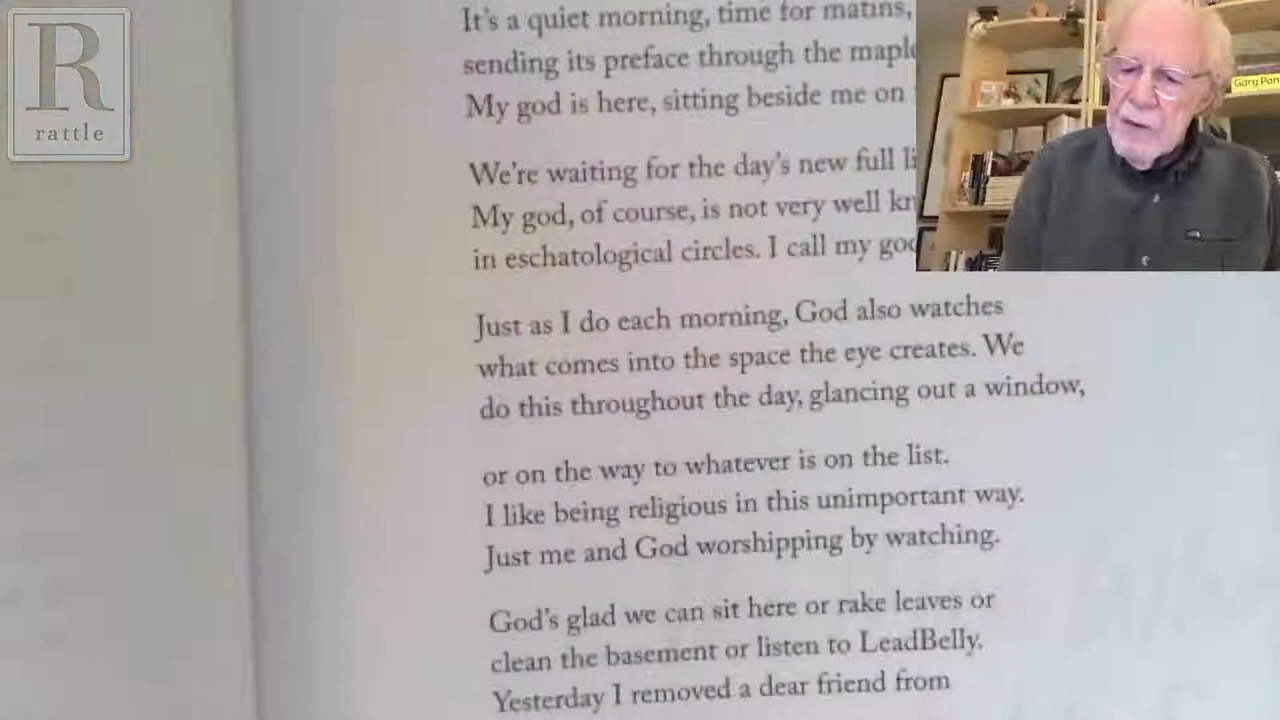 R
rattle
It's a quiet morning, time for matins,
sending its preface through the
My god is here, sitting beside me on
We're waiting for the day's new full
My god, of course, is not very well
in eschatological circles. I call my
Just as I do each morning, God also watches
what comes into the space the eye creates. We
do this throughout the day, glancing out a window,
or on the way to whatever is on the list.
I like being religious in this unimportant way.
Just me and God worshipping by watching.
God's glad we can sit here or rake leaves or
clean the basement or listen to LeadBelly.
Yesterday I removed a dear friend from
Gary